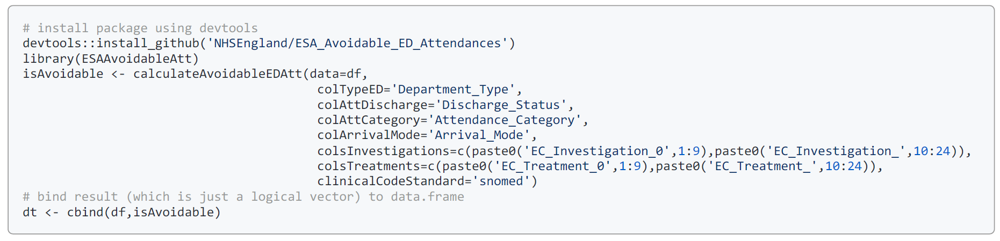 # install package using devtools
devtools::install_github('NHSEngland/ESA_Avoidable_ED_Attendances')
library(ESAAvoidableAtt)
isAvoidable <- calculateAvoidableEDAtt(data=df,
                                        colTypeED='Department_Type',
                                        colAttDischarge='Discharge_Status',
                                        colAttCategory='Attendance_Category',
                                        colArrivalMode='Arrival_Mode',
                                        colsInvestigations=c(paste0('EC_Investigation_0',1:9),paste0('EC_Investigation_',10:24)),
                                        colsTreatments=c(paste0('EC_Treatment_0',1:9),paste0('EC_Treatment_',10:24)),
                                        clinicalCodeStandard='snomed')
# bind result (which is just a logical vector) to data.frame
dt <- cbind(df,isAvoidable)